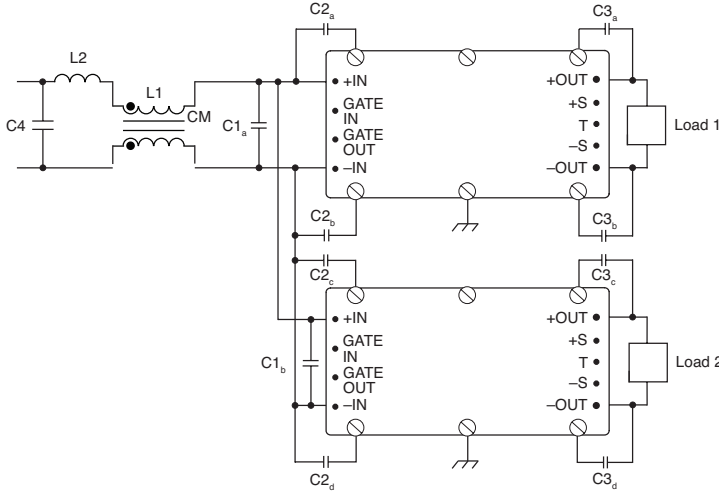 C2a
C3a
L2
L1
CM
C4
C1a
+IN
GATE
IN
GATE
OUT
–IN
+OUT
+S
T
–S
–OUT
Load 1
C2b
C3b
C2c
C3c
C1b
+IN
GATE
IN
GATE
OUT
–IN
+OUT
+S
T
–S
–OUT
Load 2
C2d
C3d